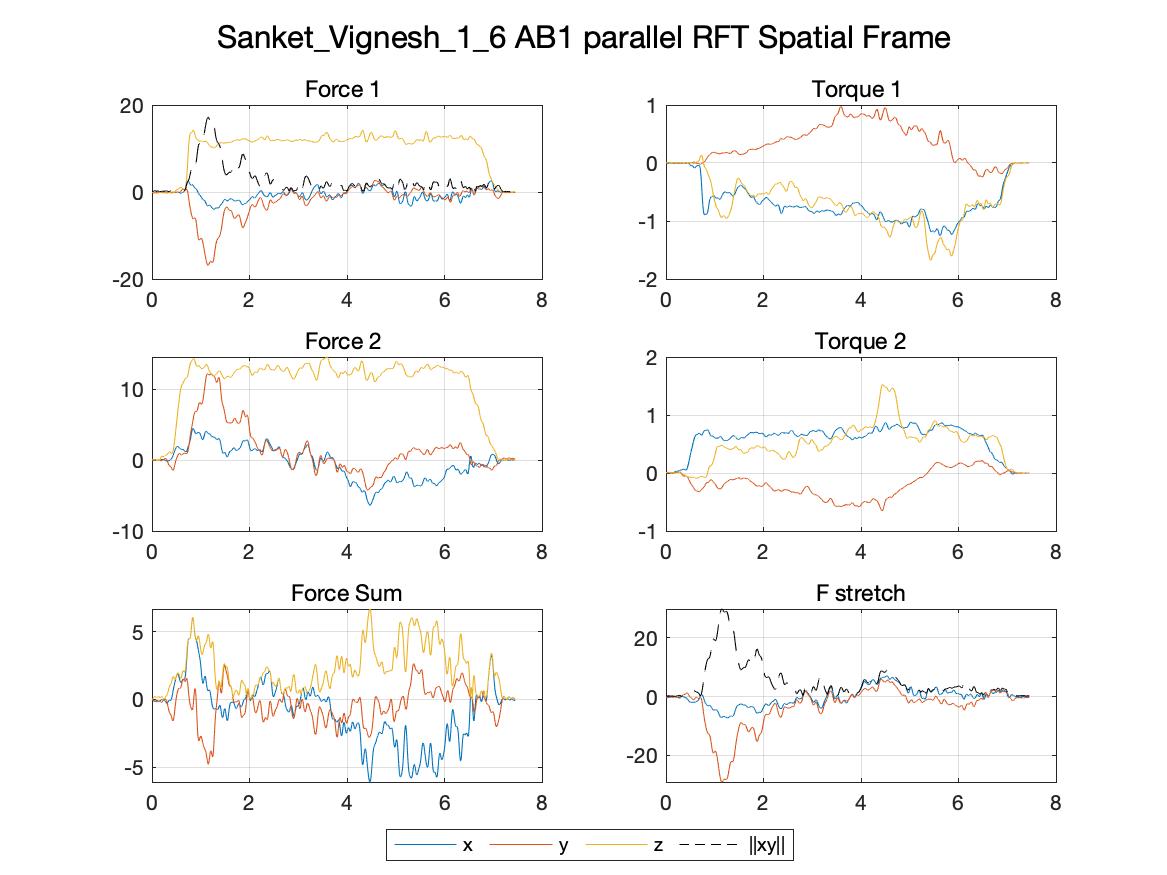 Sanket_Vignesh_1_6 AB1 parallel RFT Spatial Frame
Force 1
20
0
-20
0 2 4 6 8
Torque 1
1
0
-1
-2
0 2 4 6 8
Force 2
10
0
-10
0 2 4 6 8
Torque 2
2
1
0
-1
0 2 4 6 8
Force Sum
5
0
-5
0 2 4 6 8
F stretch
20
0
-20
0 2 4 6 8
x y z ||xy||